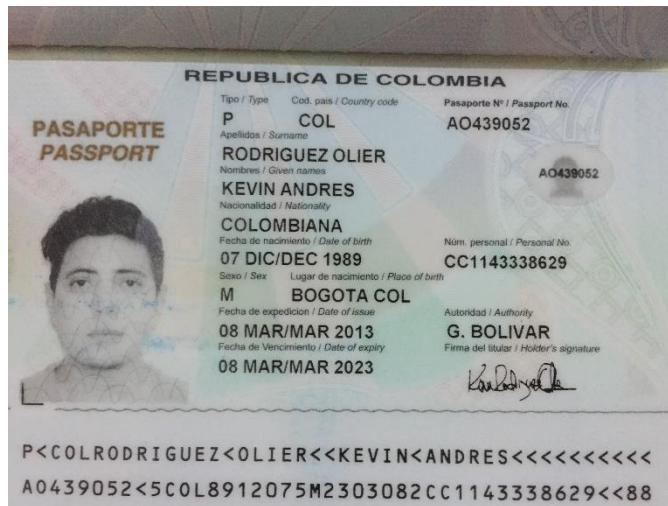 REPUBLICA DE COLOMBIA
PASAPORTE
PASSPORT
Tipo / Type Cod. pais / Country code Pasaporte Nº / Passport No.
P COL AO439052
Apellidos / Surname
RODRIGUEZ OLIER
Nombres / Given names
KEVIN ANDRES
AO439052
Nacionalidad / Nationality
COLOMBIANA
Fecha de nacimiento / Date of birth Núm. personal / Personal No.
07 DIC/DEC 1989 CC1143338629
Sexo / Sex Lugar de nacimiento / Place of birth
M BOGOTA COL
Fecha de expedicion / Date of issue Autoridad / Authority
08 MAR/MAR 2013 G. BOLIVAR
Fecha de Vencimiento / Date of expiry Firma del titular / Holder's signature
08 MAR/MAR 2023
P<COLRODRIGUEZ<OLIER<<KEVIN<ANDRES<<<<<<<<<<
AO439052<5COL8912075M2303082CC1143338629<<88